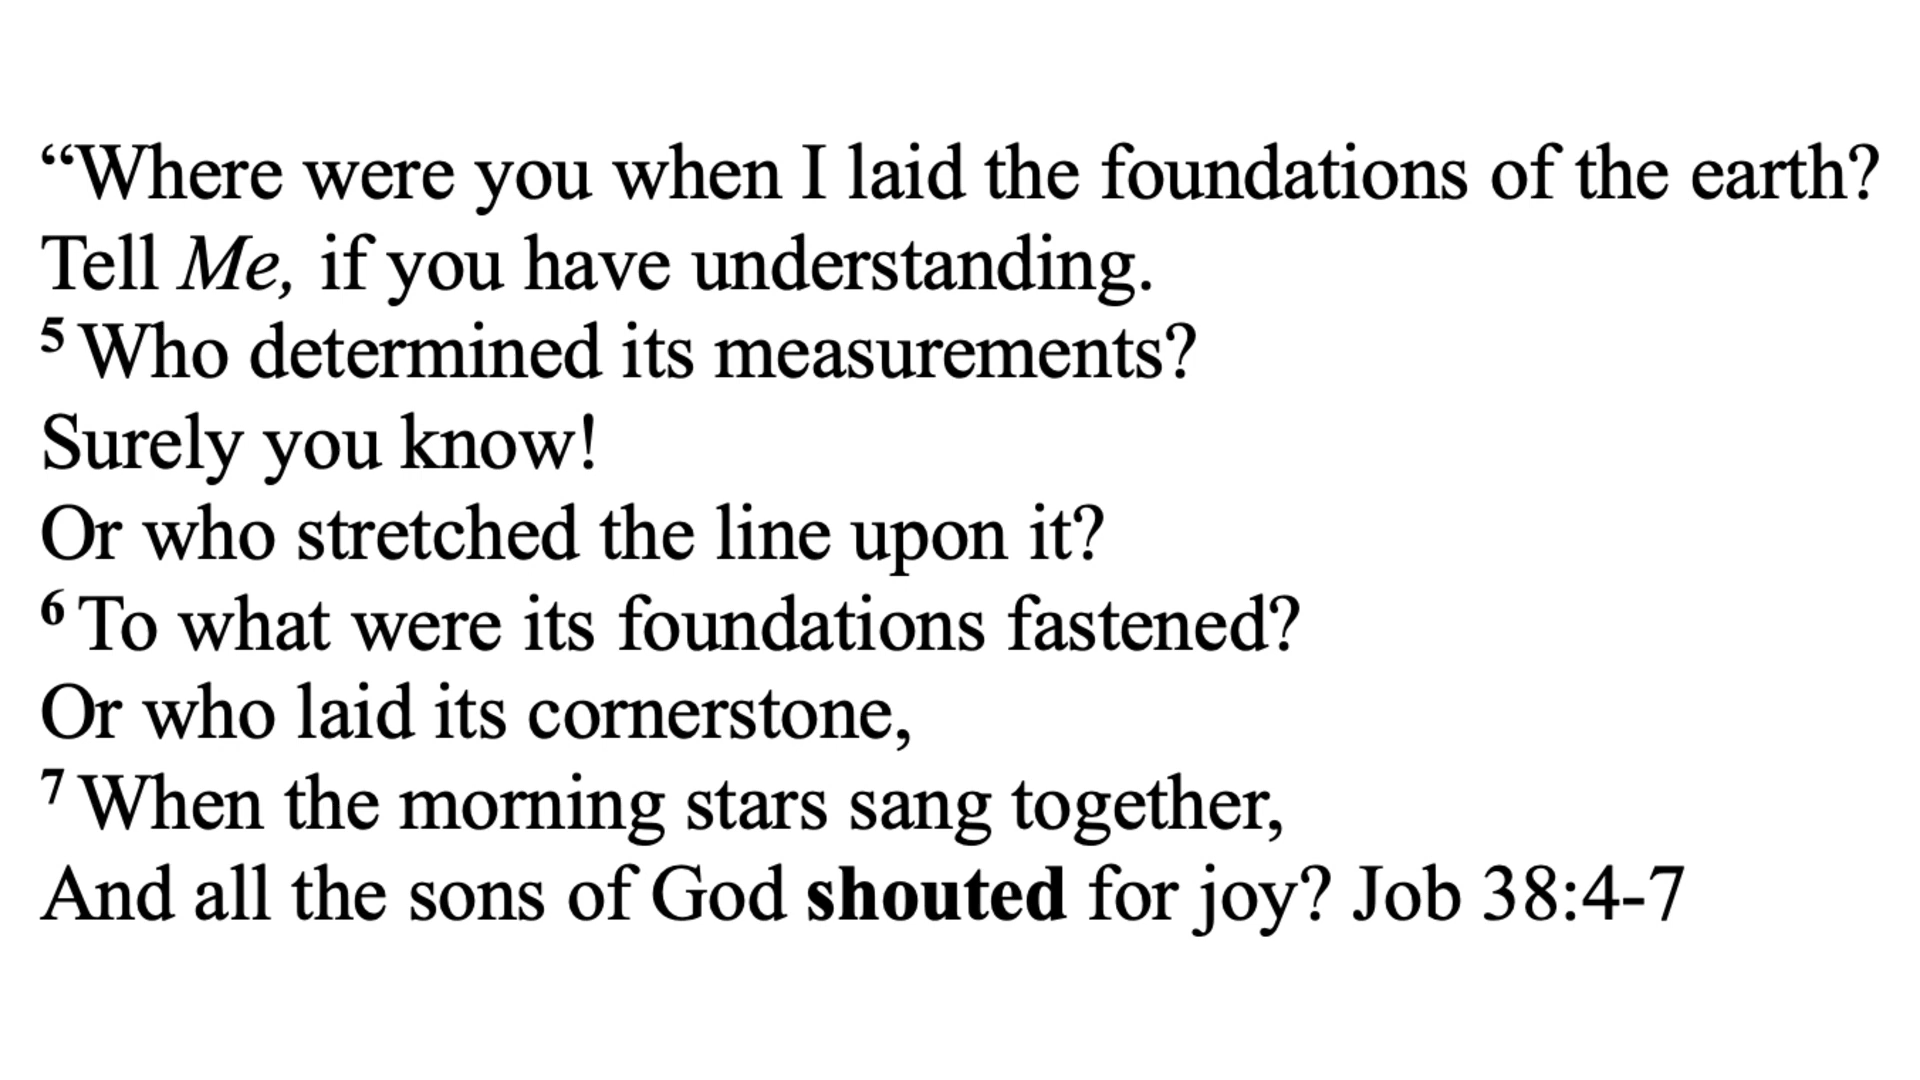 “Where were you when I laid the foundations of the earth?
Tell Me, if you have understanding.
5 Who determined its measurements?
Surely you know!
Or who stretched the line upon it?
6 To what were its foundations fastened?
Or who laid its cornerstone,
7 When the morning stars sang together,
And all the sons of God shouted for joy? Job 38:4-7